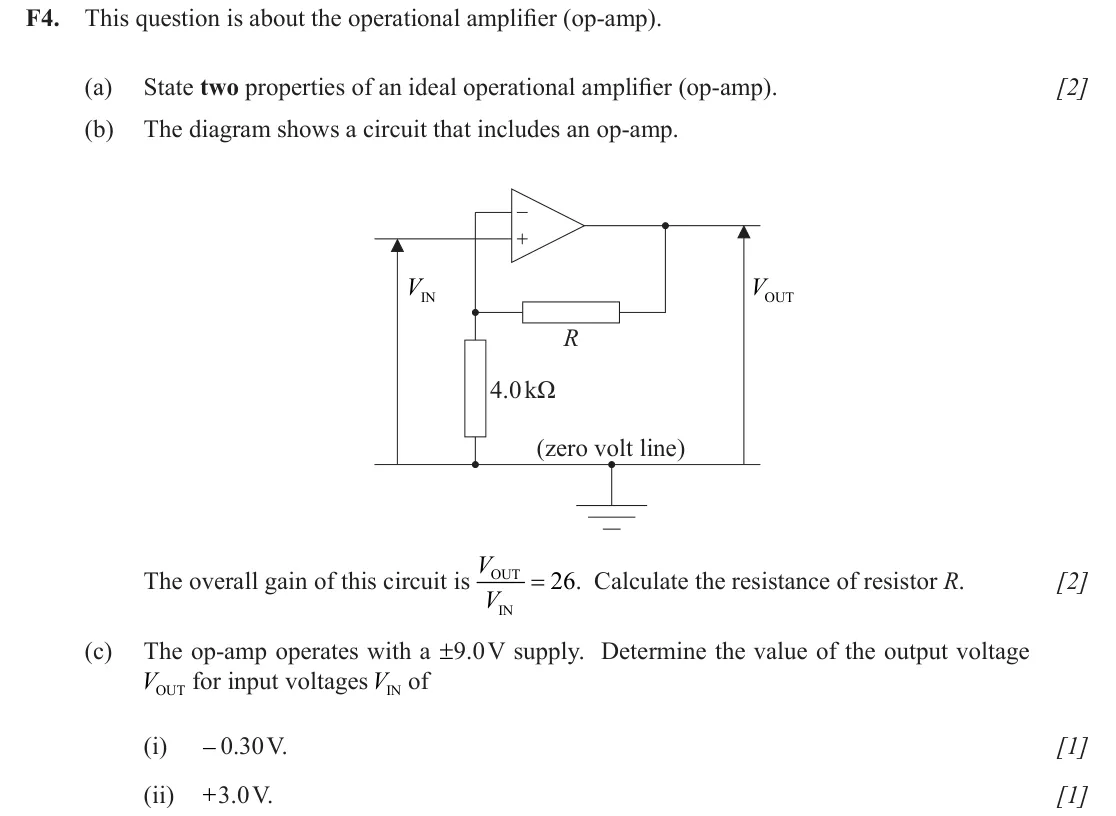 F4. This question is about the operational amplifier (op-amp).
(a) State two properties of an ideal operational amplifier (op-amp). [2]
(b) The diagram shows a circuit that includes an op-amp.
−
+
V_IN
V_OUT
R
4.0 kΩ
(zero volt line)
The overall gain of this circuit is V_OUT/V_IN = 26. Calculate the resistance of resistor R. [2]
(c) The op-amp operates with a ±9.0 V supply. Determine the value of the output voltage
V_OUT for input voltages V_IN of
(i) −0.30 V. [1]
(ii) +3.0 V. [1]